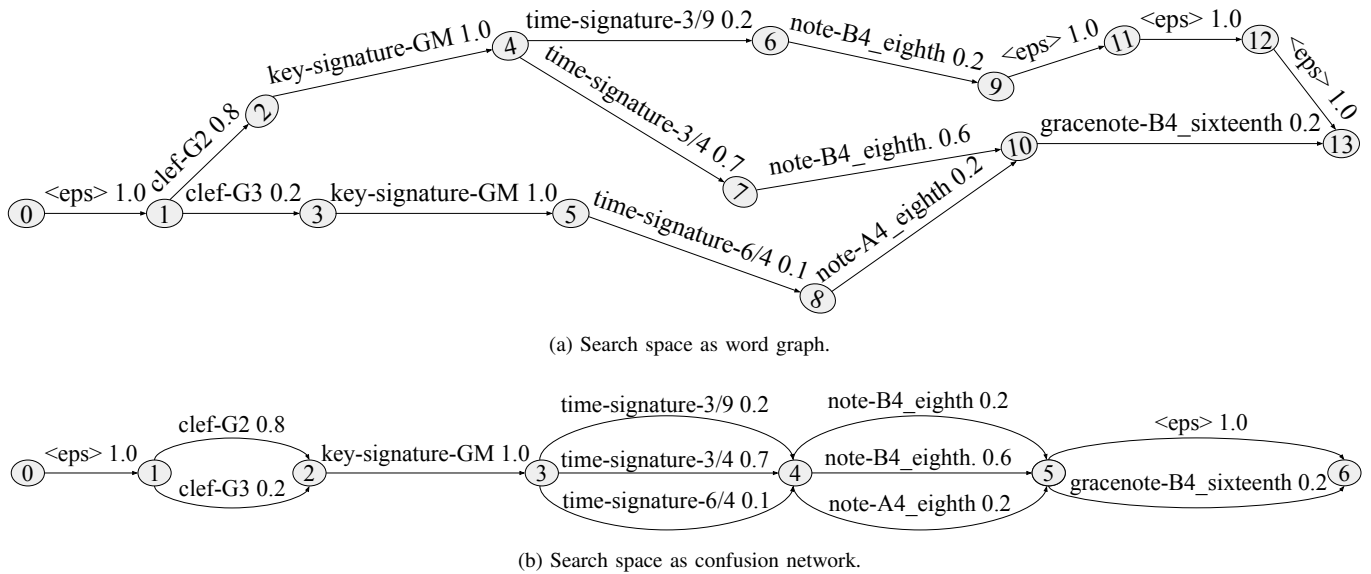 time-signature-3/9 0.2
note-B4_eighth 0.2
<eps> 1.0
<eps> 1.0
<eps> 1.0
key-signature-GM 1.0
time-signature-3/4 0.7
clef-G2 0.8
note-B4_eighth. 0.6
gracenote-B4_sixteenth 0.2
<eps> 1.0
clef-G3 0.2
key-signature-GM 1.0
time-signature-6/4 0.1
note-A4_eighth 0.2
0
1
2
3
4
5
6
7
8
9
10
11
12
13
(a) Search space as word graph.
<eps> 1.0
clef-G2 0.8
clef-G3 0.2
key-signature-GM 1.0
time-signature-3/9 0.2
time-signature-3/4 0.7
time-signature-6/4 0.1
note-B4_eighth 0.2
note-B4_eighth. 0.6
note-A4_eighth 0.2
<eps> 1.0
gracenote-B4_sixteenth 0.2
0
1
2
3
4
5
6
(b) Search space as confusion network.